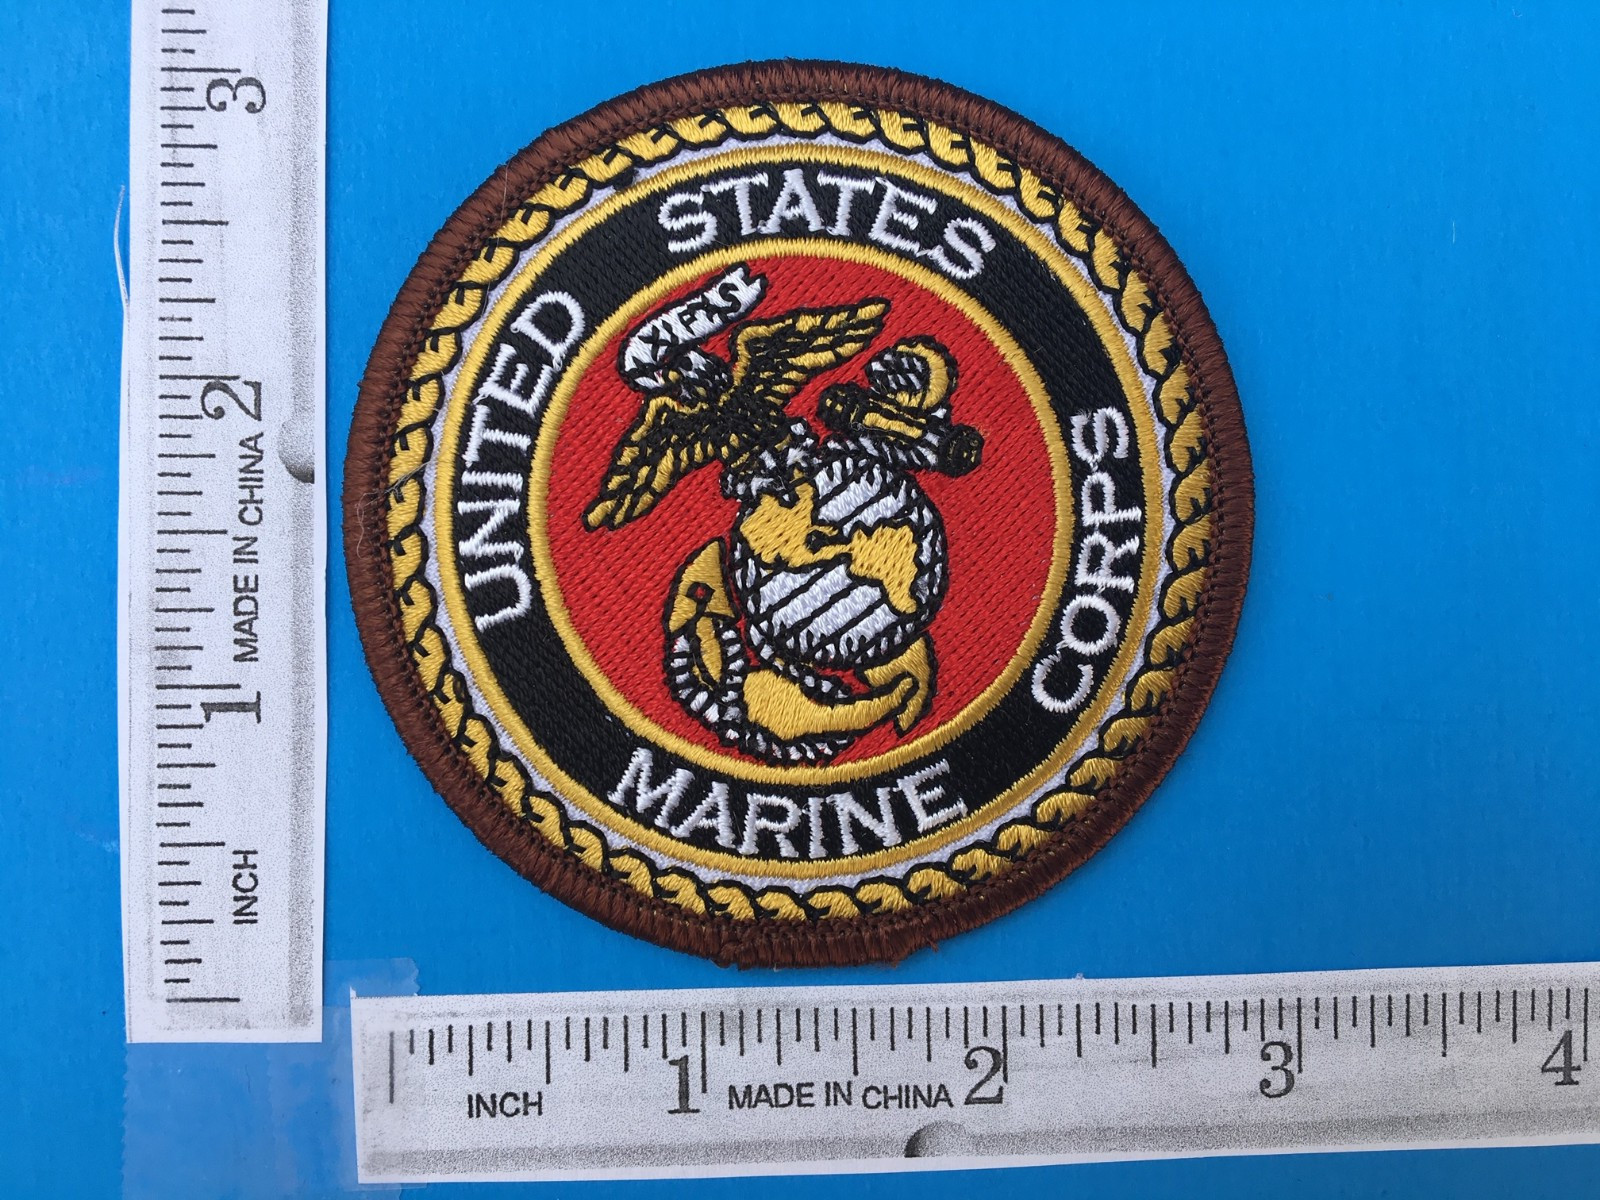 UNITED STATES
MARINE CORPS
3
2
MADE IN CHINA
1
INCH
INCH
1
MADE IN CHINA
2
3
4